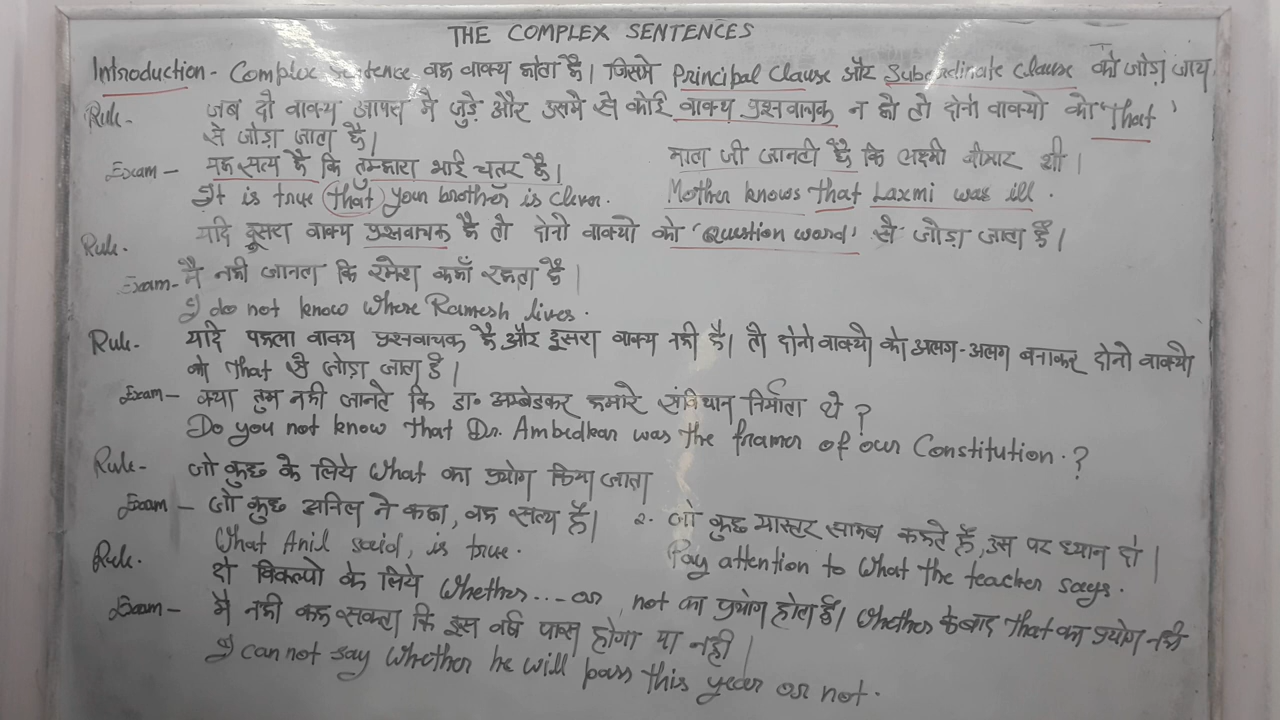 THE COMPLEX SENTENCES
Introduction - Complex Sentence वह वाक्य होता है। जिसमे Principal Clause और Subordinate Clause को जोड़ा जाय
Rule- जब दो वाक्य आपस मे जुड़े और उसमे से कोई वाक्य प्रश्नवाचक न हो तो दोनो वाक्यो को 'That'
से जोड़ा जाता है।
Exam - यह सत्य है कि तुम्हारा भाई चतर है। माता जी जानती है कि लक्ष्मी बीमार थी।
It is true that your brother is clever. Mother knows that Laxmi was ill.
Rule- यदि दूसरा वाक्य प्रश्नवाचक है तो दोनो वाक्यो को 'Question word' से जोड़ा जाता है।
Exam- मै नही जानता कि रमेश कहाँ रहता है।
I do not know where Ramesh lives.
Rule- यदि पहला वाक्य प्रश्नवाचक है और दूसरा वाक्य नही है। तो दोनो वाक्यो को अलग-अलग बनाकर दोनो वाक्यो
को That से जोड़ा जाता है।
Exam- क्या तुम नही जानते कि डा० अम्बेडकर हमारे संविधान निर्माता थे?
Do you not know that Dr. Ambedkar was the framer of our Constitution.?
Rule- जो कुछ के लिये What का प्रयोग किया जाता
Exam - जो कुछ अनिल ने कहा, वह सत्य है। 2. जो कुछ मास्टर साहब कहते हैं, उस पर ध्यान दो।
What Anil said, is true. Pay attention to what the teacher says.
Rule. दो विकल्पो के लिये Whether... or not का प्रयोग होता है। Whether के बाद That का प्रयोग नही
Exam- मै नही कह सकता कि इस वर्ष पास होगा या नही।
I can not say whether he will pass this year or not.